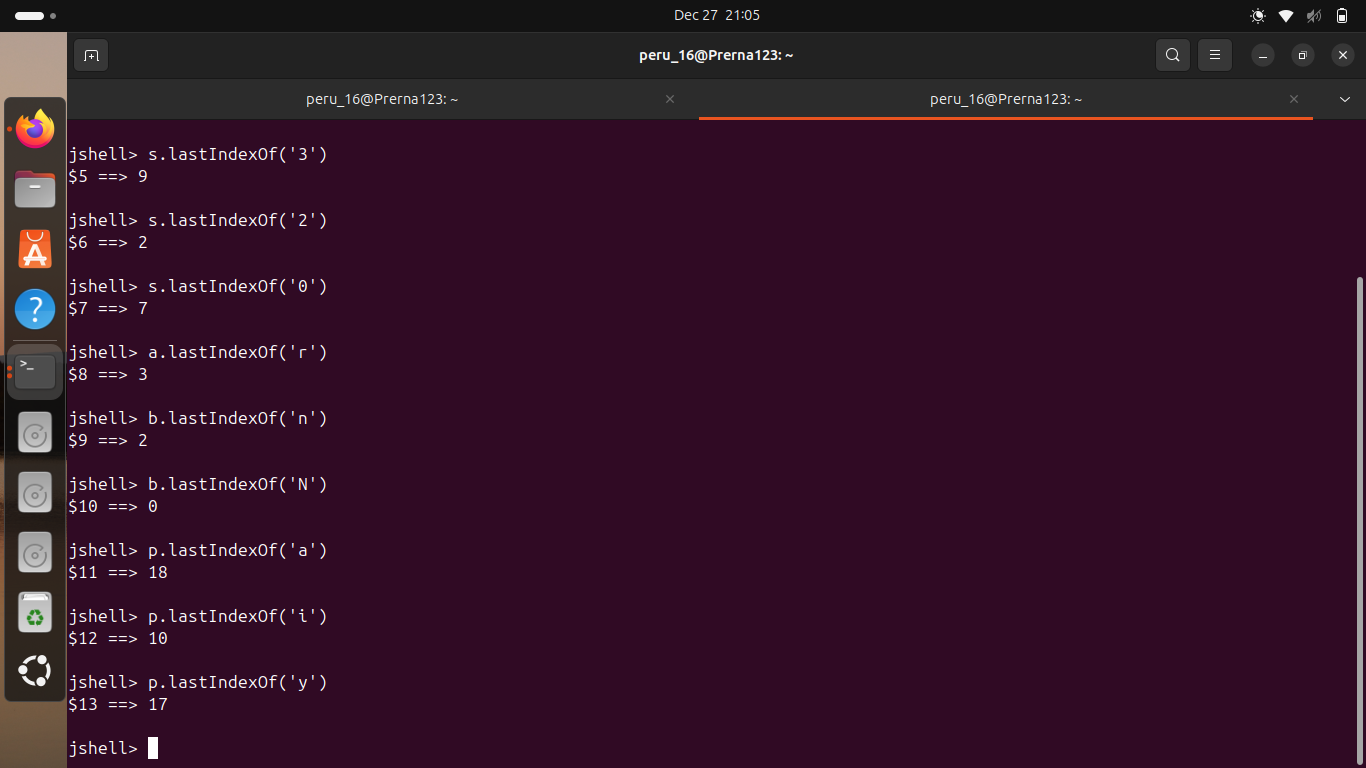 Dec 27 21:05
peru_16@Prerna123: ~
peru_16@Prerna123: ~
peru_16@Prerna123: ~
jshell> s.lastIndexOf('3')
$5 ==> 9
jshell> s.lastIndexOf('2')
$6 ==> 2
jshell> s.lastIndexOf('0')
$7 ==> 7
jshell> a.lastIndexOf('r')
$8 ==> 3
jshell> b.lastIndexOf('n')
$9 ==> 2
jshell> b.lastIndexOf('N')
$10 ==> 0
jshell> p.lastIndexOf('a')
$11 ==> 18
jshell> p.lastIndexOf('i')
$12 ==> 10
jshell> p.lastIndexOf('y')
$13 ==> 17
jshell>